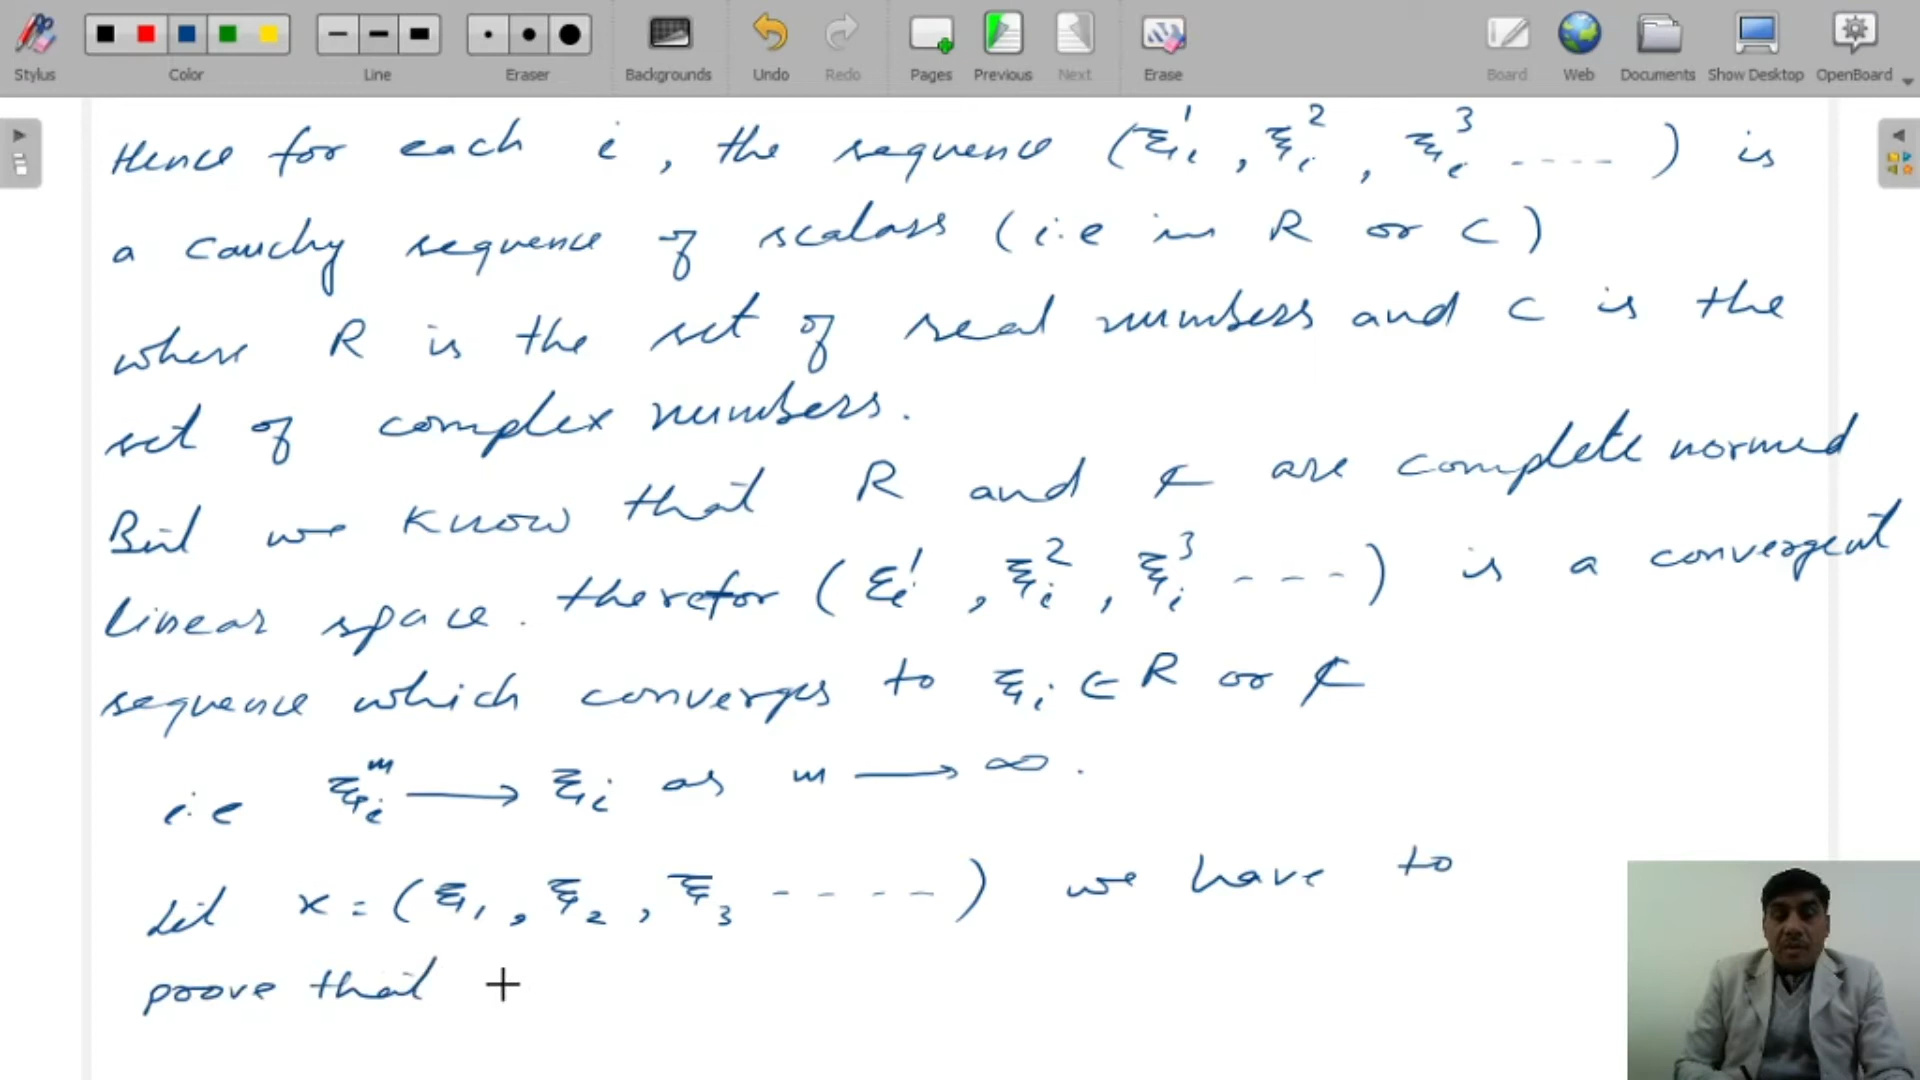 Stylus Color Line Eraser Backgrounds Undo Redo Pages Previous Next Erase Board Web Documents Show Desktop OpenBoard
Hence for each i, the sequence (ξᵢ¹, ξᵢ², ξᵢ³ ----- ) is
a cauchy sequence of scalars (i.e in R or C)
where R is the set of real numbers and C is the
set of complex numbers.
But we know that R and ₵ are complete normed
linear space. therefor (ξᵢ¹, ξᵢ², ξᵢ³ ---) is a convergent
sequence which converges to ξᵢ ∈ R or ₵
i.e ξᵢᵐ ⟶ ξᵢ as m ⟶ ∞.
Let x = (ξ₁, ξ₂, ξ₃ -----) we have to
prove that